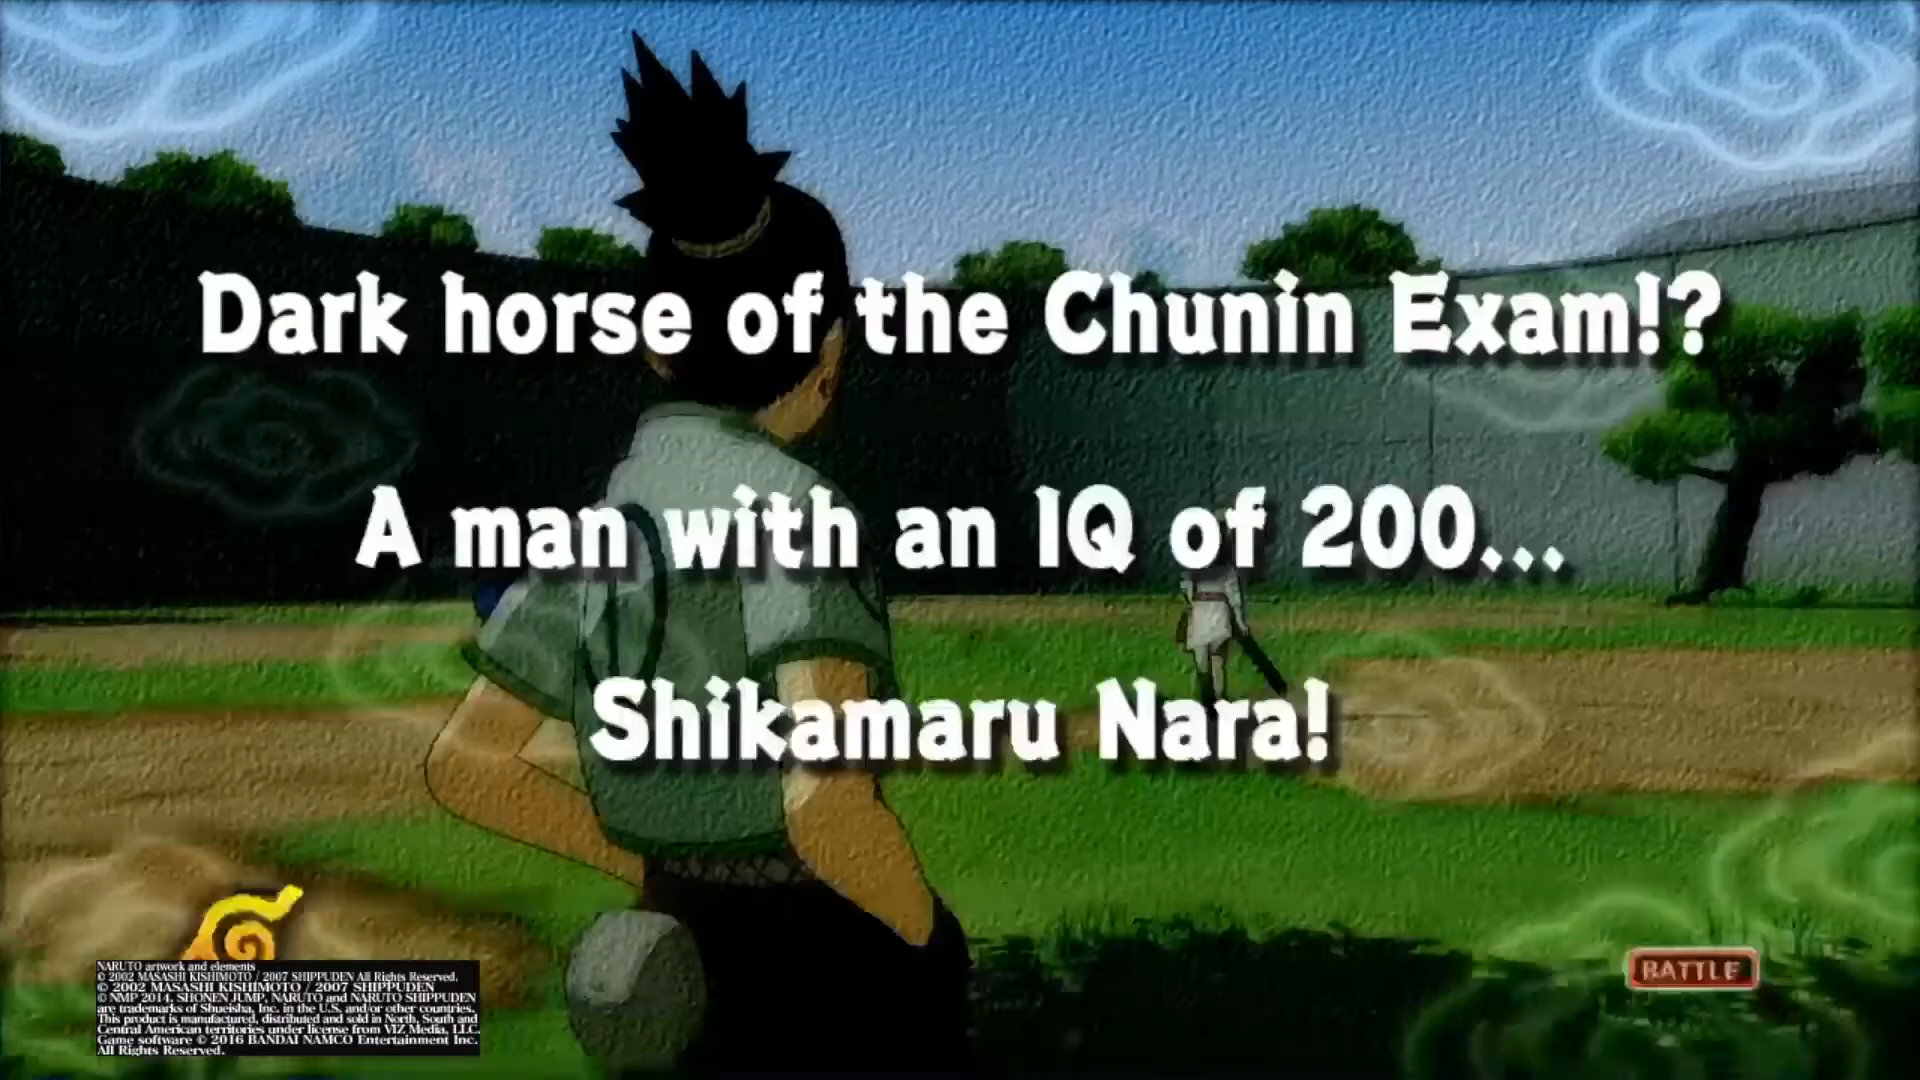 Dark horse of the Chunin Exam!?
A man with an IQ of 200...
Shikamaru Nara!
BATTLE
NARUTO artwork and elements
© 2002 MASASHI KISHIMOTO / 2007 SHIPPUDEN All Rights Reserved.
© 2002 MASASHI KISHIMOTO / 2007 SHIPPUDEN
© NMP 2014. SHONEN JUMP, NARUTO and NARUTO SHIPPUDEN
are trademarks of Shueisha, Inc. in the U.S. and/or other countries.
This product is manufactured, distributed and sold in North, South and
Central American territories under license from VIZ Media, LLC.
Game software © 2016 BANDAI NAMCO Entertainment Inc.
All Rights Reserved.